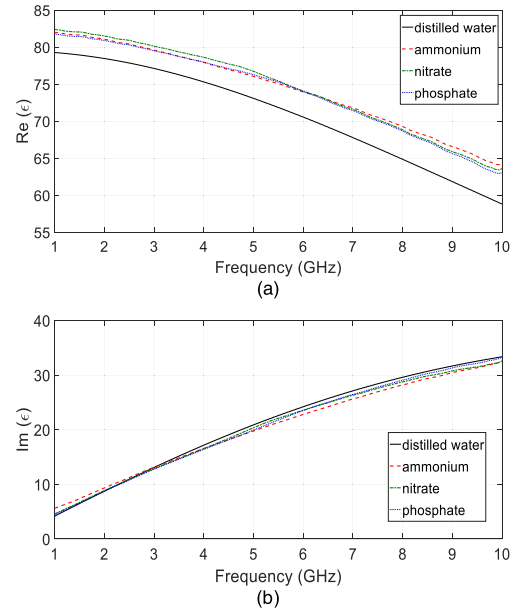 85
80
75
70
65
60
55
Re (ϵ)
distilled water
ammonium
nitrate
phosphate
1 2 3 4 5 6 7 8 9 10
Frequency (GHz)
(a)
40
30
20
10
0
Im (ϵ)
distilled water
ammonium
nitrate
phosphate
1 2 3 4 5 6 7 8 9 10
Frequency (GHz)
(b)